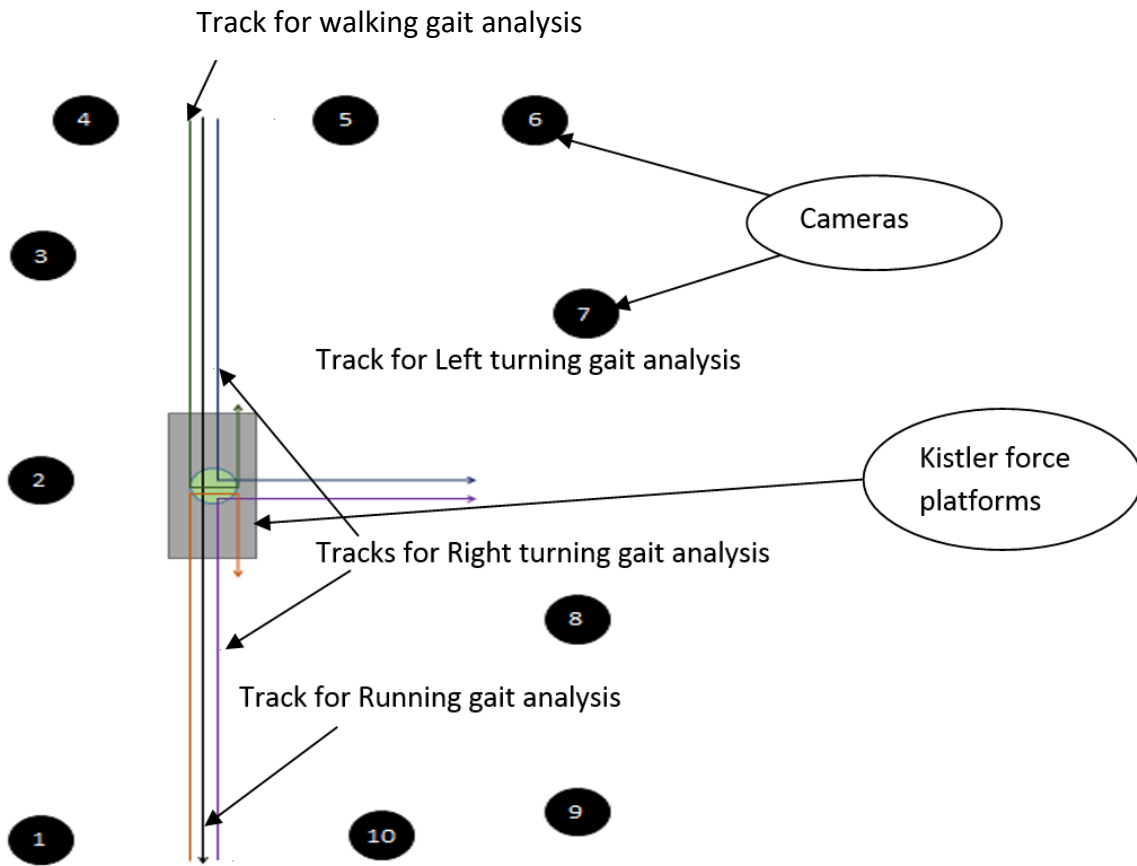 Track for walking gait analysis
4
5
6
Cameras
3
7
Track for Left turning gait analysis
2
Kistler force
platforms
Tracks for Right turning gait analysis
8
Track for Running gait analysis
9
10
1